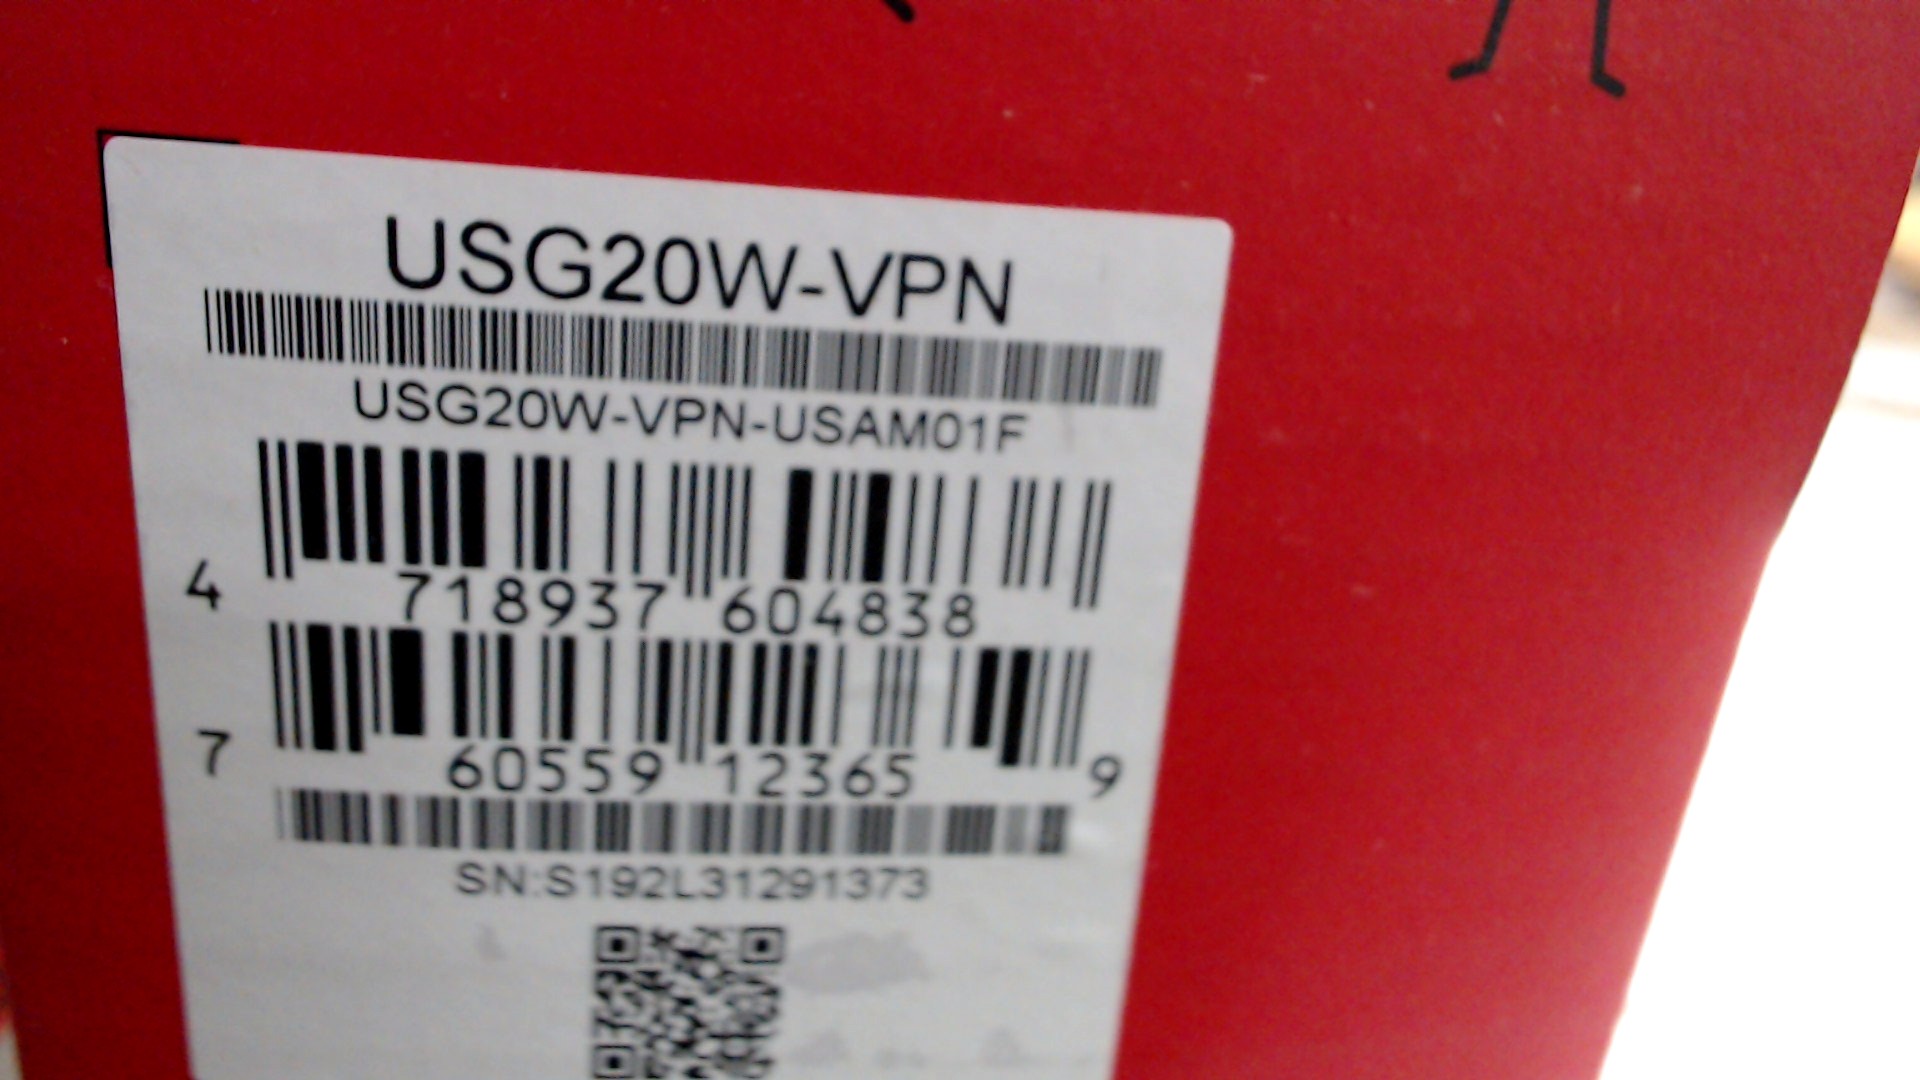 USG20W-VPN
USG20W-VPN-USAM01F
4 718937 604838
7 60559 12365 9
SN:S192L31291373